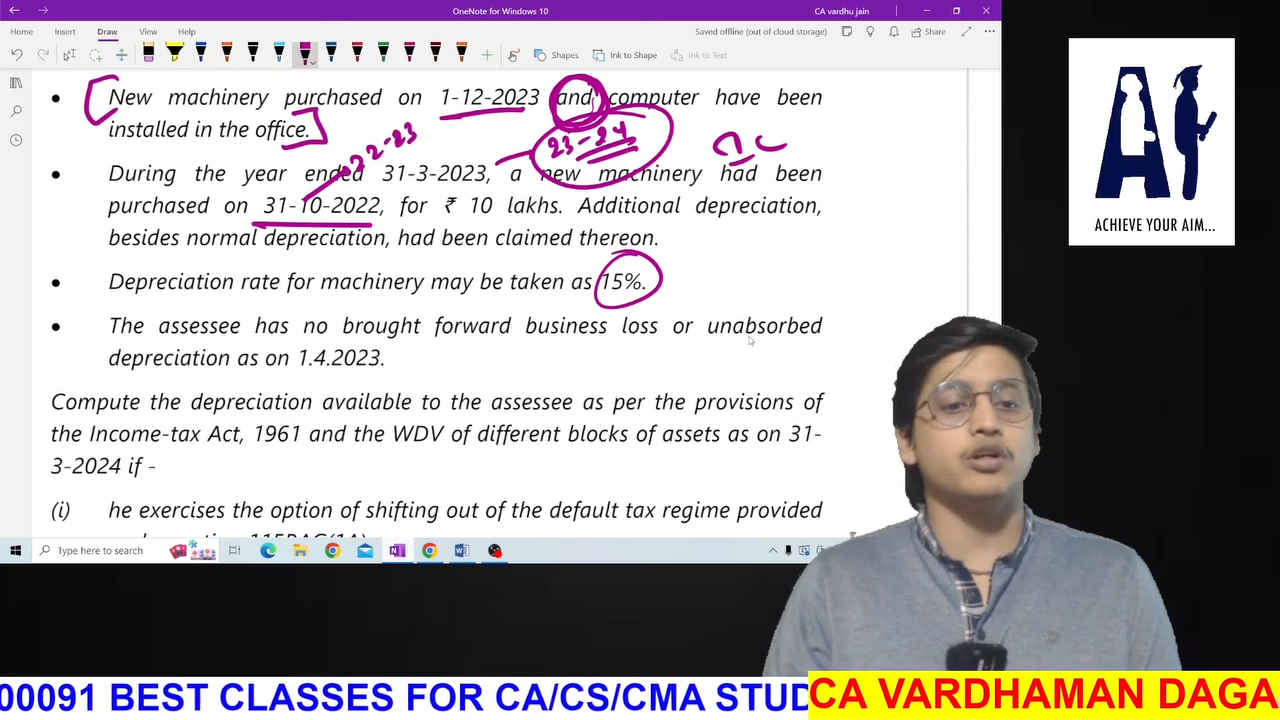 OneNote for Windows 10
CA vardhu jain
Home Insert Draw View Help
Saved offline (out of cloud storage)
Share
Shapes
Ink to Shape
Ink to Text
• New machinery purchased on 1-12-2023 and computer have been
installed in the office.
22-23
23-24
• During the year ended 31-3-2023, a new machinery had been
purchased on 31-10-2022, for ₹ 10 lakhs. Additional depreciation,
besides normal depreciation, had been claimed thereon.
• Depreciation rate for machinery may be taken as 15%.
• The assessee has no brought forward business loss or unabsorbed
depreciation as on 1.4.2023.
Compute the depreciation available to the assessee as per the provisions of
the Income-tax Act, 1961 and the WDV of different blocks of assets as on 31-
3-2024 if -
(i) he exercises the option of shifting out of the default tax regime provided
Type here to search
ACHIEVE YOUR AIM...
00091 BEST CLASSES FOR CA/CS/CMA STUD
CA VARDHAMAN DAGA